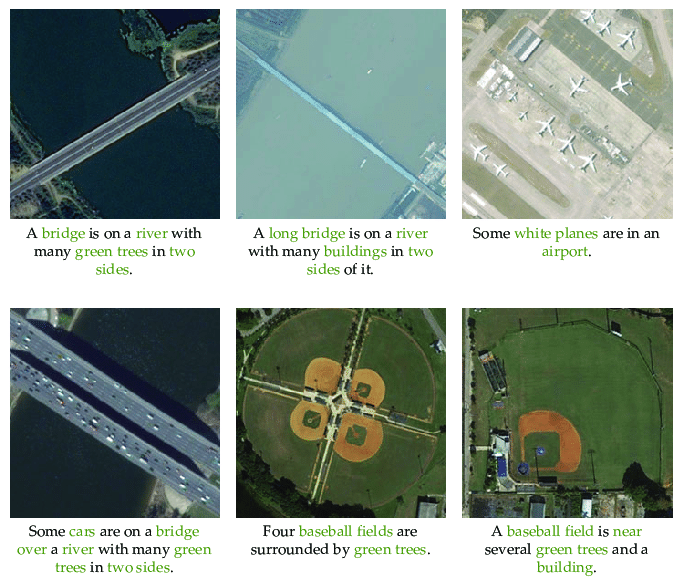 A bridge is on a river with
many green trees in two
sides.
A long bridge is on a river
with many buildings in two
sides of it.
Some white planes are in an
airport.
Some cars are on a bridge
over a river with many green
trees in two sides.
Four baseball fields are
surrounded by green trees.
A baseball field is near
several green trees and a
building.